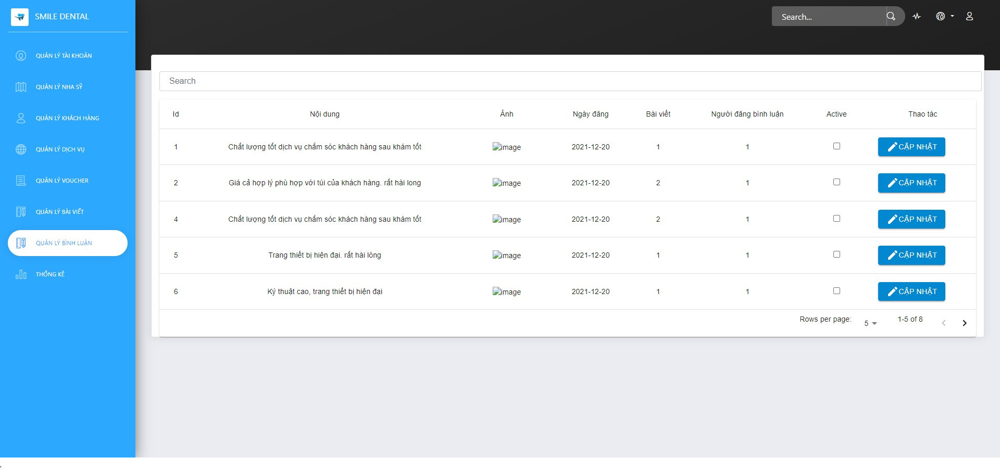 SMILE DENTAL
Search...
QUẢN LÝ TÀI KHOẢN
QUẢN LÝ NHA SỸ
QUẢN LÝ KHÁCH HÀNG
QUẢN LÝ DỊCH VỤ
QUẢN LÝ VOUCHER
QUẢN LÝ BÀI VIẾT
QUẢN LÝ BÌNH LUẬN
THỐNG KÊ
Search
Id Nội dung Ảnh Ngày đăng Bài viết Người đăng bình luận Active Thao tác
1 Chất lượng tốt dịch vụ chắm sóc khách hàng sau khám tốt image 2021-12-20 1 1 CẬP NHẬT
2 Giá cả hợp lý phù hợp với túi của khách hàng. rất hài long image 2021-12-20 2 1 CẬP NHẬT
4 Chất lượng tốt dịch vụ chắm sóc khách hàng sau khám tốt image 2021-12-20 2 1 CẬP NHẬT
5 Trang thiết bị hiện đại. rất hài lòng image 2021-12-20 1 1 CẬP NHẬT
6 Ký thuật cao, trang thiết bị hiện đại image 2021-12-20 1 1 CẬP NHẬT
Rows per page: 5 1-5 of 8
,